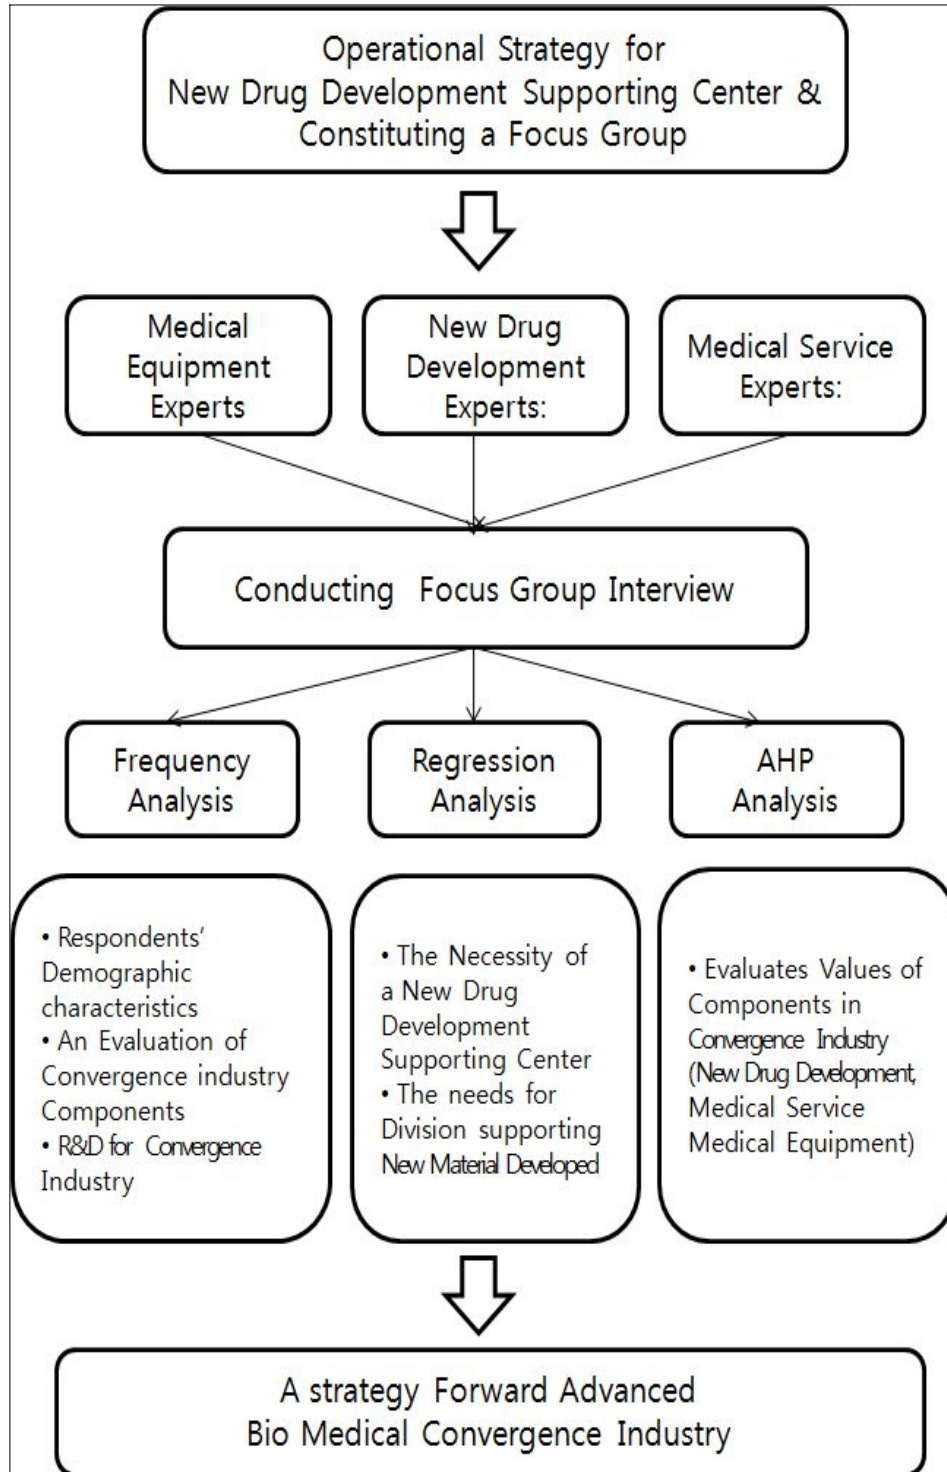 Operational Strategy for
New Drug Development Supporting Center &
Constituting a Focus Group
Medical
Equipment
Experts
New Drug
Development
Experts:
Medical Service
Experts:
Conducting Focus Group Interview
Frequency
Analysis
Regression
Analysis
AHP
Analysis
• Respondents'
Demographic
characteristics
• An Evaluation of
Convergence industry
Components
• R&D for Convergence
Industry
• The Necessity of
a New Drug
Development
Supporting Center
• The needs for
Division supporting
New Material Developed
• Evaluates Values of
Components in
Convergence Industry
(New Drug Development,
Medical Service
Medical Equipment)
A strategy Forward Advanced
Bio Medical Convergence Industry